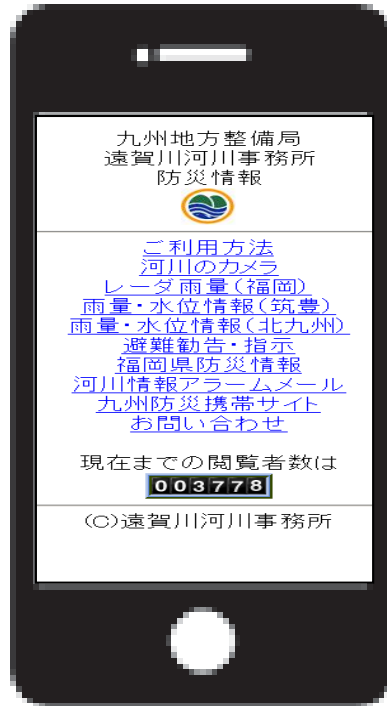 九州地方整備局
遠賀川河川事務所
防災情報
ご利用方法
河川のカメラ
レーダ雨量(福岡)
雨量・水位情報(筑豊)
雨量・水位情報(北九州)
避難勧告・指示
福岡県防災情報
河川情報アラームメール
九州防災携帯サイト
お問い合わせ
現在までの閲覧者数は
003778
(C)遠賀川河川事務所